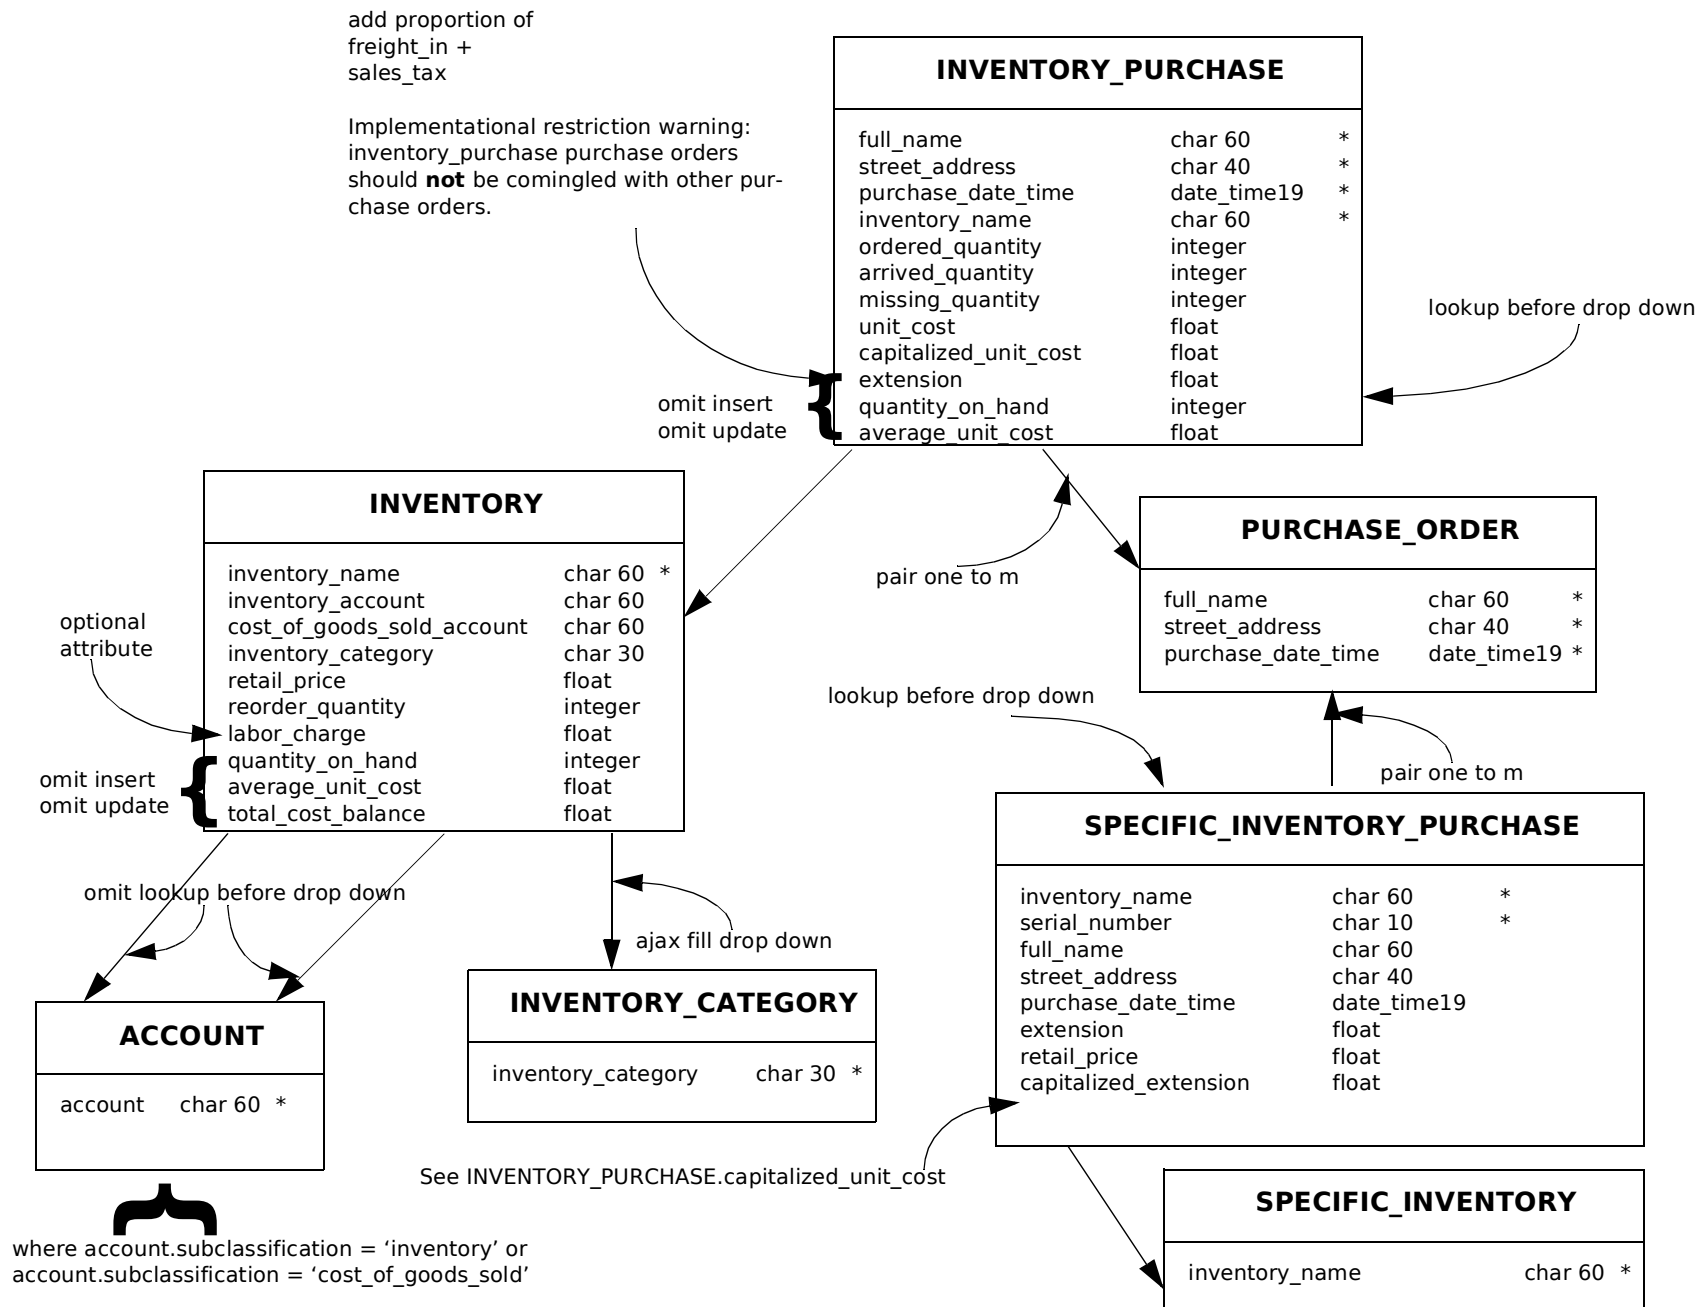 add proportion of
freight_in +
sales_tax
Implementational restriction warning:
inventory_purchase purchase orders
should not be comingled with other pur-
chase orders.
INVENTORY_PURCHASE
full_name char 60 *
street_address char 40 *
purchase_date_time date_time19 *
inventory_name char 60 *
ordered_quantity integer
arrived_quantity integer
missing_quantity integer
unit_cost float
capitalized_unit_cost float
extension float
quantity_on_hand integer
average_unit_cost float
lookup before drop down
omit insert
omit update
INVENTORY
inventory_name char 60 *
inventory_account char 60
cost_of_goods_sold_account char 60
inventory_category char 30
retail_price float
reorder_quantity integer
labor_charge float
quantity_on_hand integer
average_unit_cost float
total_cost_balance float
optional
attribute
omit insert
omit update
pair one to m
PURCHASE_ORDER
full_name char 60 *
street_address char 40 *
purchase_date_time date_time19 *
lookup before drop down
pair one to m
SPECIFIC_INVENTORY_PURCHASE
inventory_name char 60 *
serial_number char 10 *
full_name char 60
street_address char 40
purchase_date_time date_time19
extension float
retail_price float
capitalized_extension float
omit lookup before drop down
ajax fill drop down
ACCOUNT
account char 60 *
INVENTORY_CATEGORY
inventory_category char 30 *
See INVENTORY_PURCHASE.capitalized_unit_cost
SPECIFIC_INVENTORY
inventory_name char 60 *
where account.subclassification = ‘inventory’ or
account.subclassification = ‘cost_of_goods_sold’